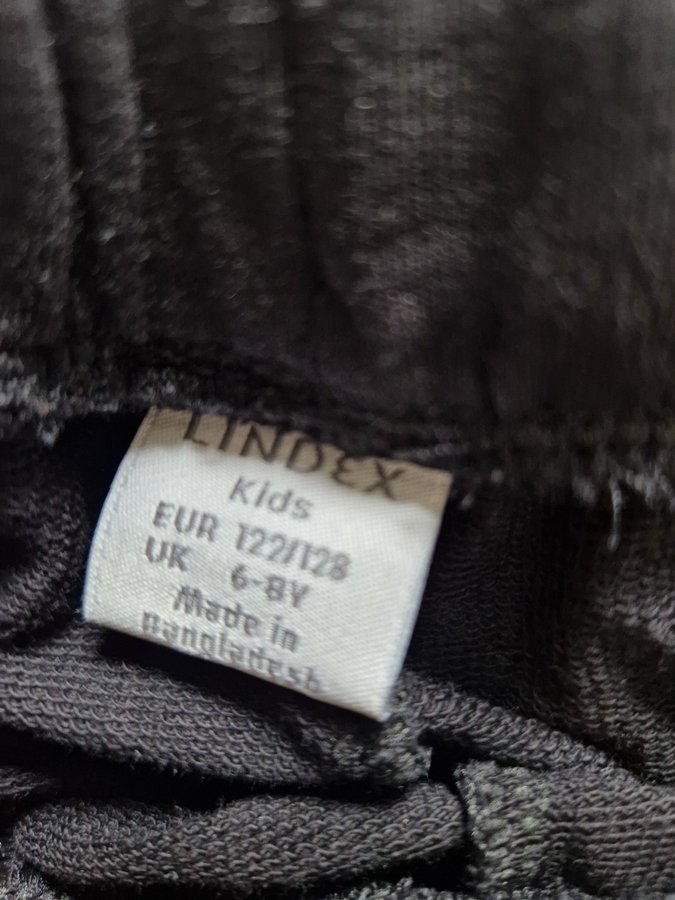 LINDEX
Kids
EUR 122/128
UK 6-8Y
Made in
Bangladesh